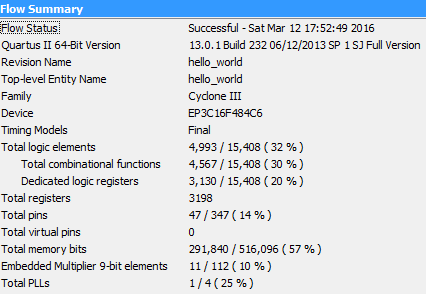 Flow Summary
Flow Status Successful - Sat Mar 12 17:52:49 2016
Quartus II 64-Bit Version 13.0.1 Build 232 06/12/2013 SP 1 SJ Full Version
Revision Name hello_world
Top-level Entity Name hello_world
Family Cyclone III
Device EP3C16F484C6
Timing Models Final
Total logic elements 4,993 / 15,408 ( 32 % )
Total combinational functions 4,567 / 15,408 ( 30 % )
Dedicated logic registers 3,130 / 15,408 ( 20 % )
Total registers 3198
Total pins 47 / 347 ( 14 % )
Total virtual pins 0
Total memory bits 291,840 / 516,096 ( 57 % )
Embedded Multiplier 9-bit elements 11 / 112 ( 10 % )
Total PLLs 1 / 4 ( 25 % )